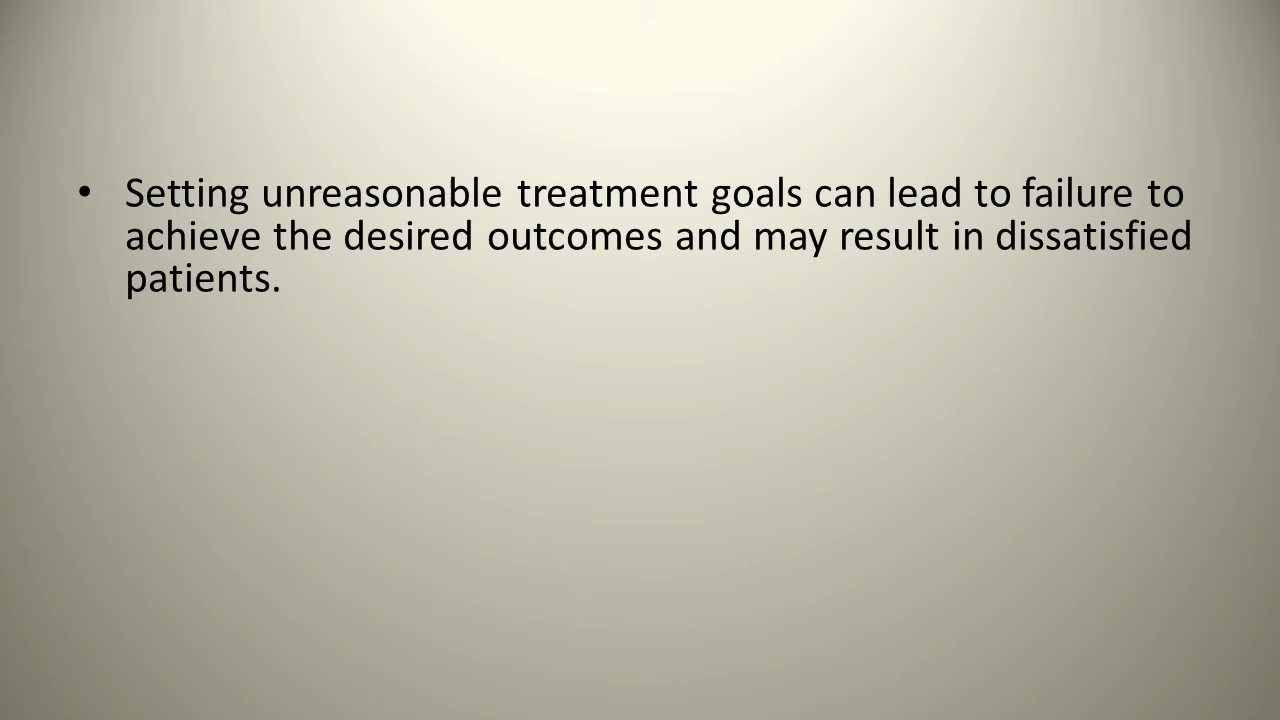 • Setting unreasonable treatment goals can lead to failure to
achieve the desired outcomes and may result in dissatisfied
patients.